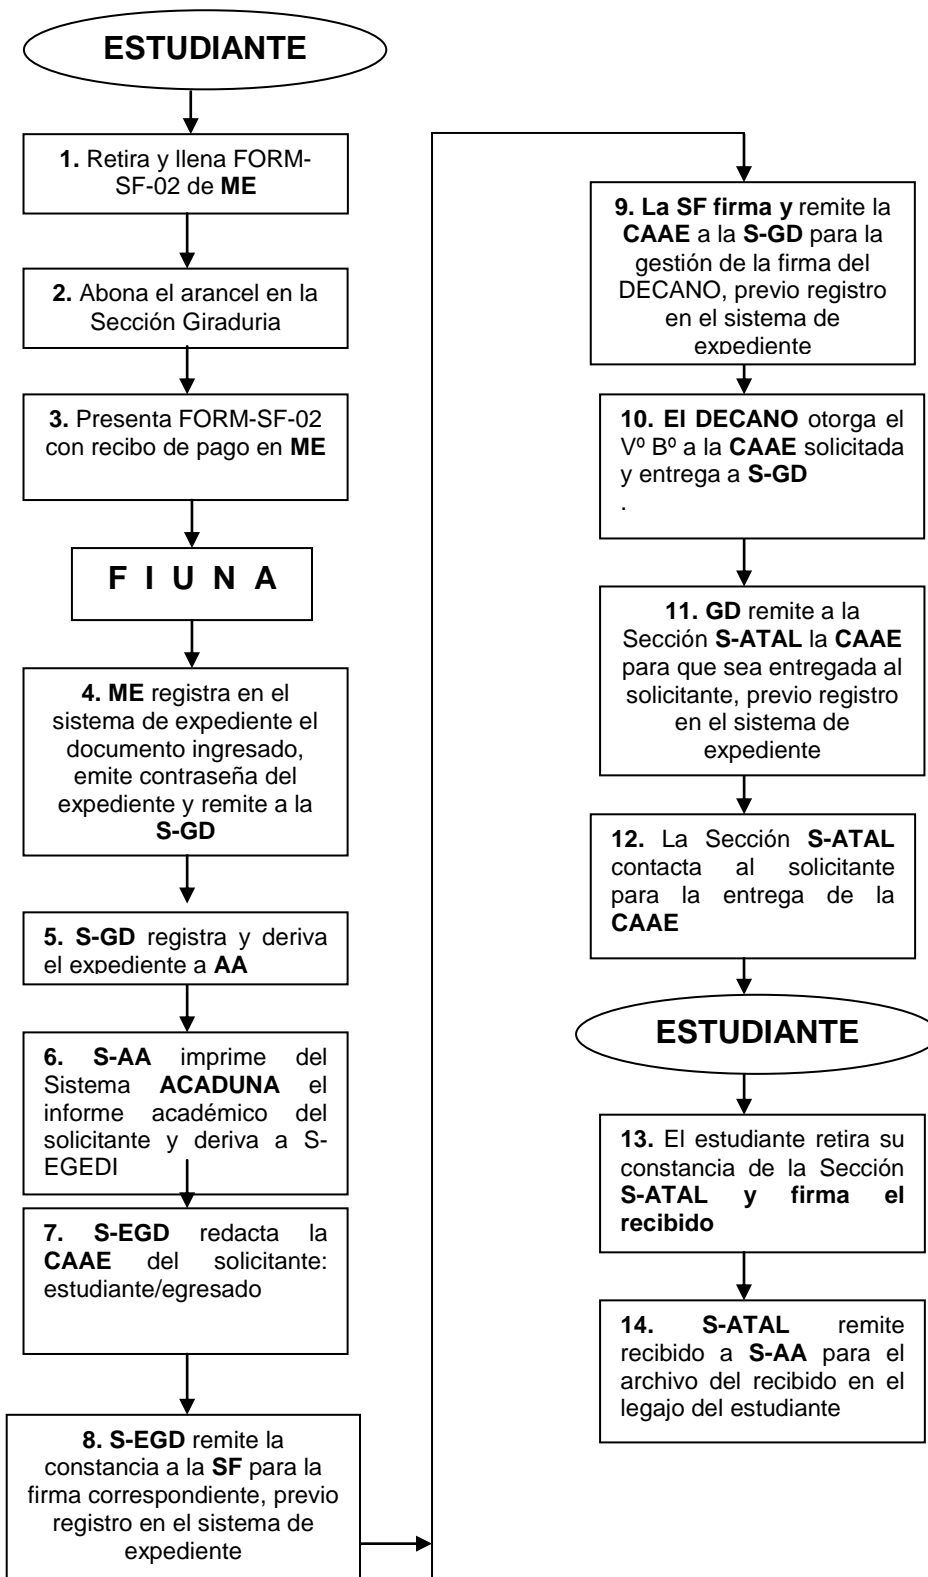 ESTUDIANTE
1. Retira y llena FORM-
SF-02 de ME
2. Abona el arancel en la
Sección Giraduria
3. Presenta FORM-SF-02
con recibo de pago en ME
F I U N A
4. ME registra en el
sistema de expediente el
documento ingresado,
emite contraseña del
expediente y remite a la
S-GD
5. S-GD registra y deriva
el expediente a AA
6. S-AA imprime del
Sistema ACADUNA el
informe académico del
solicitante y deriva a S-
EGEDI
7. S-EGD redacta la
CAAE del solicitante:
estudiante/egresado
8. S-EGD remite la
constancia a la SF para la
firma correspondiente, previo
registro en el sistema de
expediente
9. La SF firma y remite la
CAAE a la S-GD para la
gestión de la firma del
DECANO, previo registro
en el sistema de
expediente
10. El DECANO otorga el
Vº Bº a la CAAE solicitada
y entrega a S-GD
.
11. GD remite a la
Sección S-ATAL la CAAE
para que sea entregada al
solicitante, previo registro
en el sistema de
expediente
12. La Sección S-ATAL
contacta al solicitante
para la entrega de la
CAAE
ESTUDIANTE
13. El estudiante retira su
constancia de la Sección
S-ATAL y firma el
recibido
14. S-ATAL remite
recibido a S-AA para el
archivo del recibido en el
legajo del estudiante